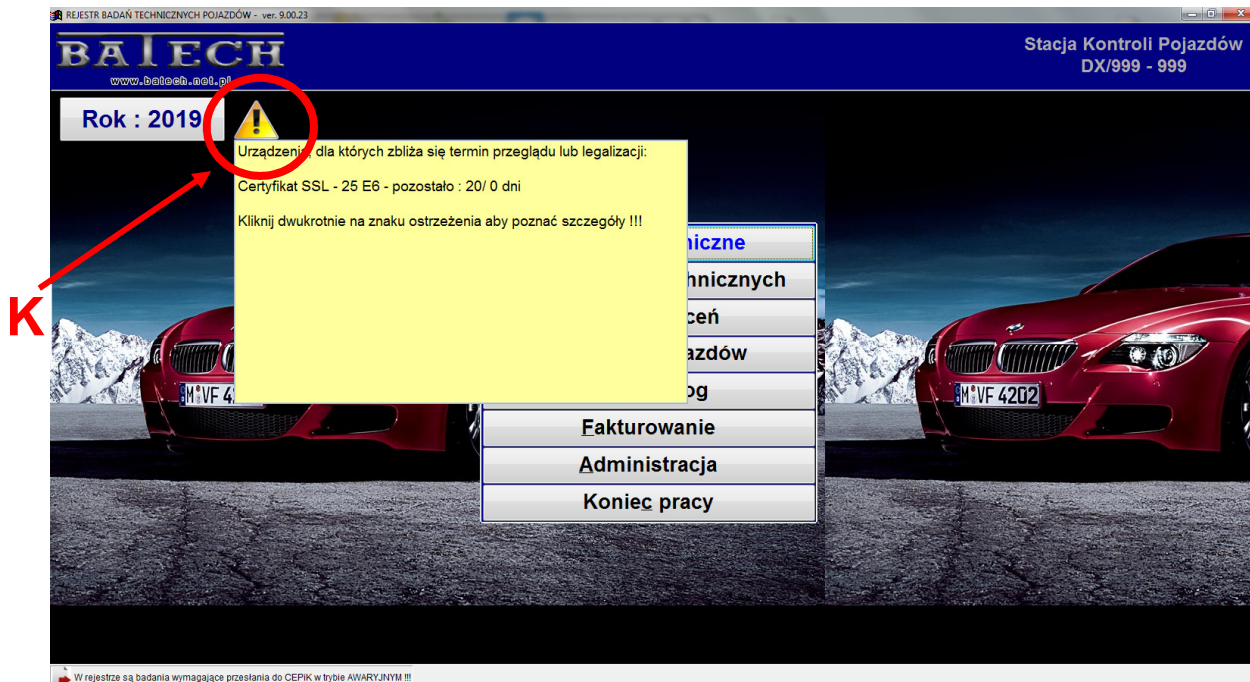 REJESTR BADAŃ TECHNICZNYCH POJAZDÓW - ver. 9.00.23
BATECH
www.batech.net.pl
Stacja Kontroli Pojazdów
DX/999 - 999
Rok : 2019
Urządzenia, dla których zbliża się termin przeglądu lub legalizacji:
Certyfikat SSL - 25 E6 - pozostało : 20/ 0 dni
Kliknij dwukrotnie na znaku ostrzeżenia aby poznać szczegóły !!!
K
iczne
hnicznych
ceń
azdów
og
Fakturowanie
Administracja
Koniec pracy
M VF 4
M VF 4202
W rejestrze są badania wymagające przesłania do CEPiK w trybie AWARYJNYM !!!